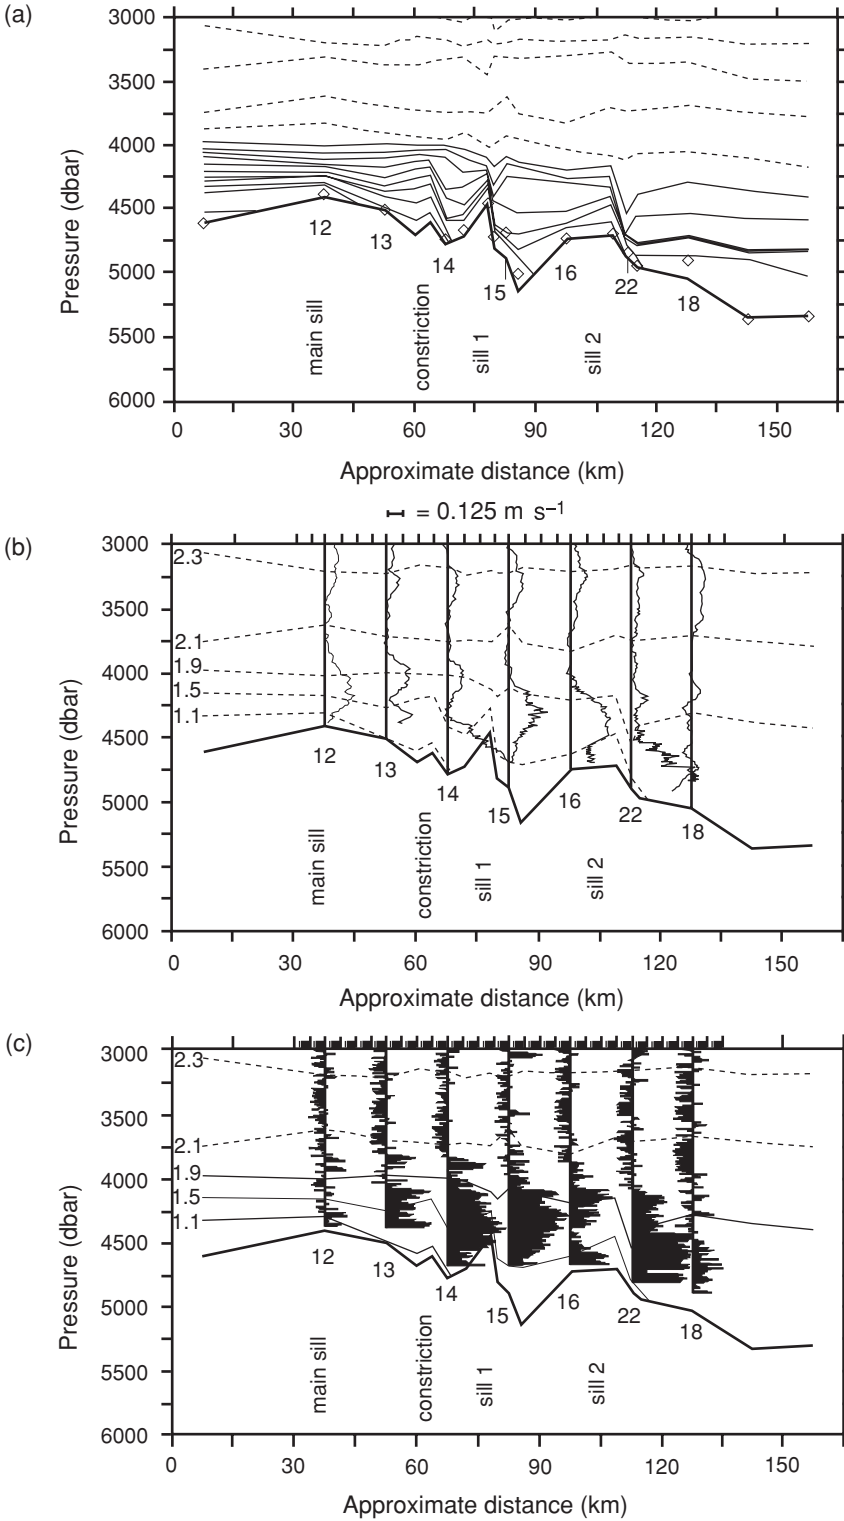 (a)
3000
3500
4000
4500
5000
5500
6000
Pressure (dbar)
12
13
14
15
16
22
18
main sill
constriction
sill 1
sill 2
0 30 60 90 120 150
Approximate distance (km)
= 0.125 m s–1
(b)
3000
3500
4000
4500
5000
5500
6000
Pressure (dbar)
2.3
2.1
1.9
1.5
1.1
12
13
14
15
16
22
18
main sill
constriction
sill 1
sill 2
0 30 60 90 120 150
Approximate distance (km)
(c)
3000
3500
4000
4500
5000
5500
6000
Pressure (dbar)
2.3
2.1
1.9
1.5
1.1
12
13
14
15
16
22
18
main sill
constriction
sill 1
sill 2
0 30 60 90 120 150
Approximate distance (km)